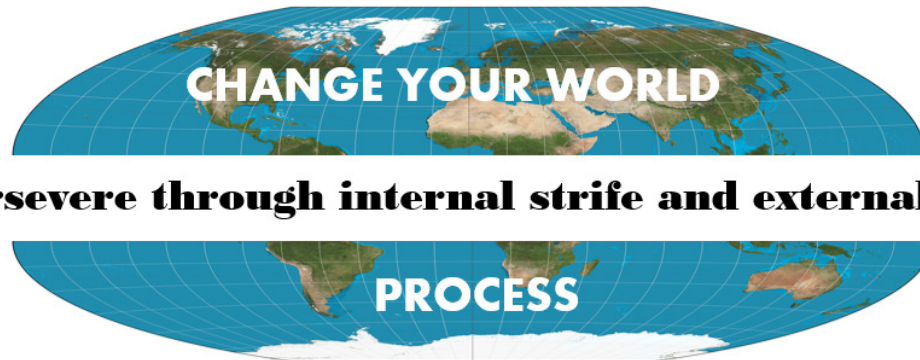 CHANGE YOUR WORLD
rsevere through internal strife and external
PROCESS